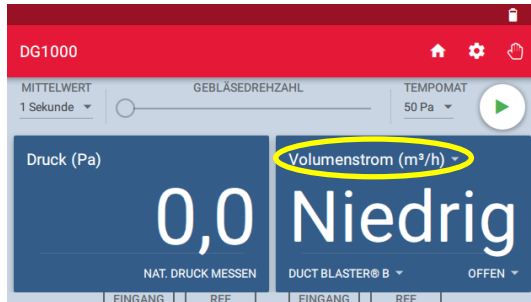 DG1000
MITTELWERT GEBLÄSEDREHZAHL TEMPOMAT
1 Sekunde 50 Pa
Druck (Pa) Volumenstrom (m³/h)
0,0 Niedrig
NAT. DRUCK MESSEN DUCT BLASTER® B OFFEN
EINGANG REF EINGANG REF